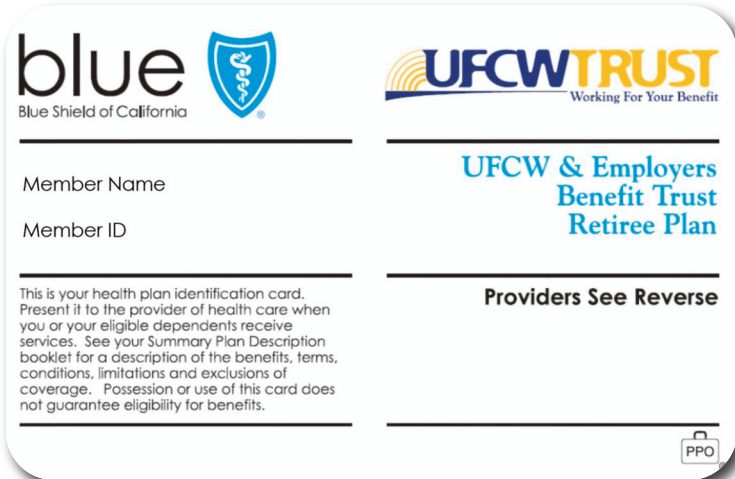 blue
Blue Shield of California
®
UFCWTRUST
Working For Your Benefit
Member Name
Member ID
UFCW & Employers
Benefit Trust
Retiree Plan
This is your health plan identification card.
Present it to the provider of health care when
you or your eligible dependents receive
services. See your Summary Plan Description
booklet for a description of the benefits, terms,
conditions, limitations and exclusions of
coverage. Possession or use of this card does
not guarantee eligibility for benefits.
Providers See Reverse
PPO
®